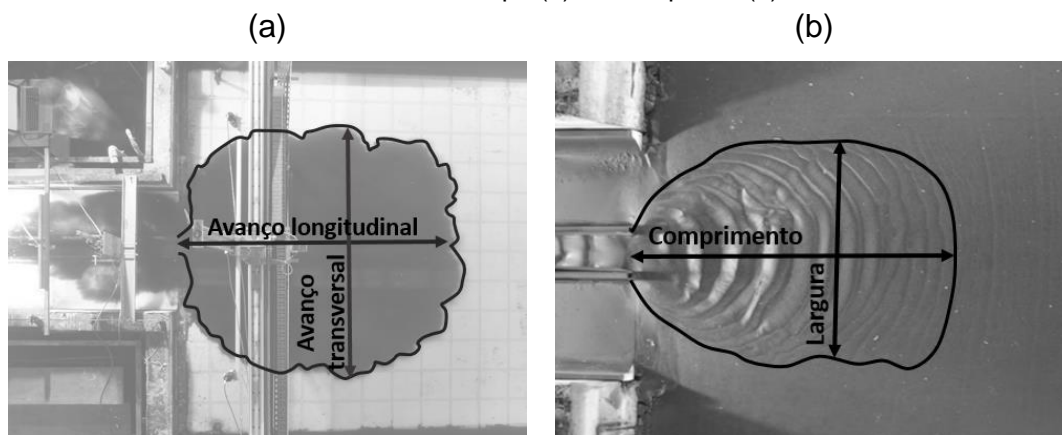 (a)
(b)
Avanço longitudinal
Avanço
transversal
Comprimento
Largura